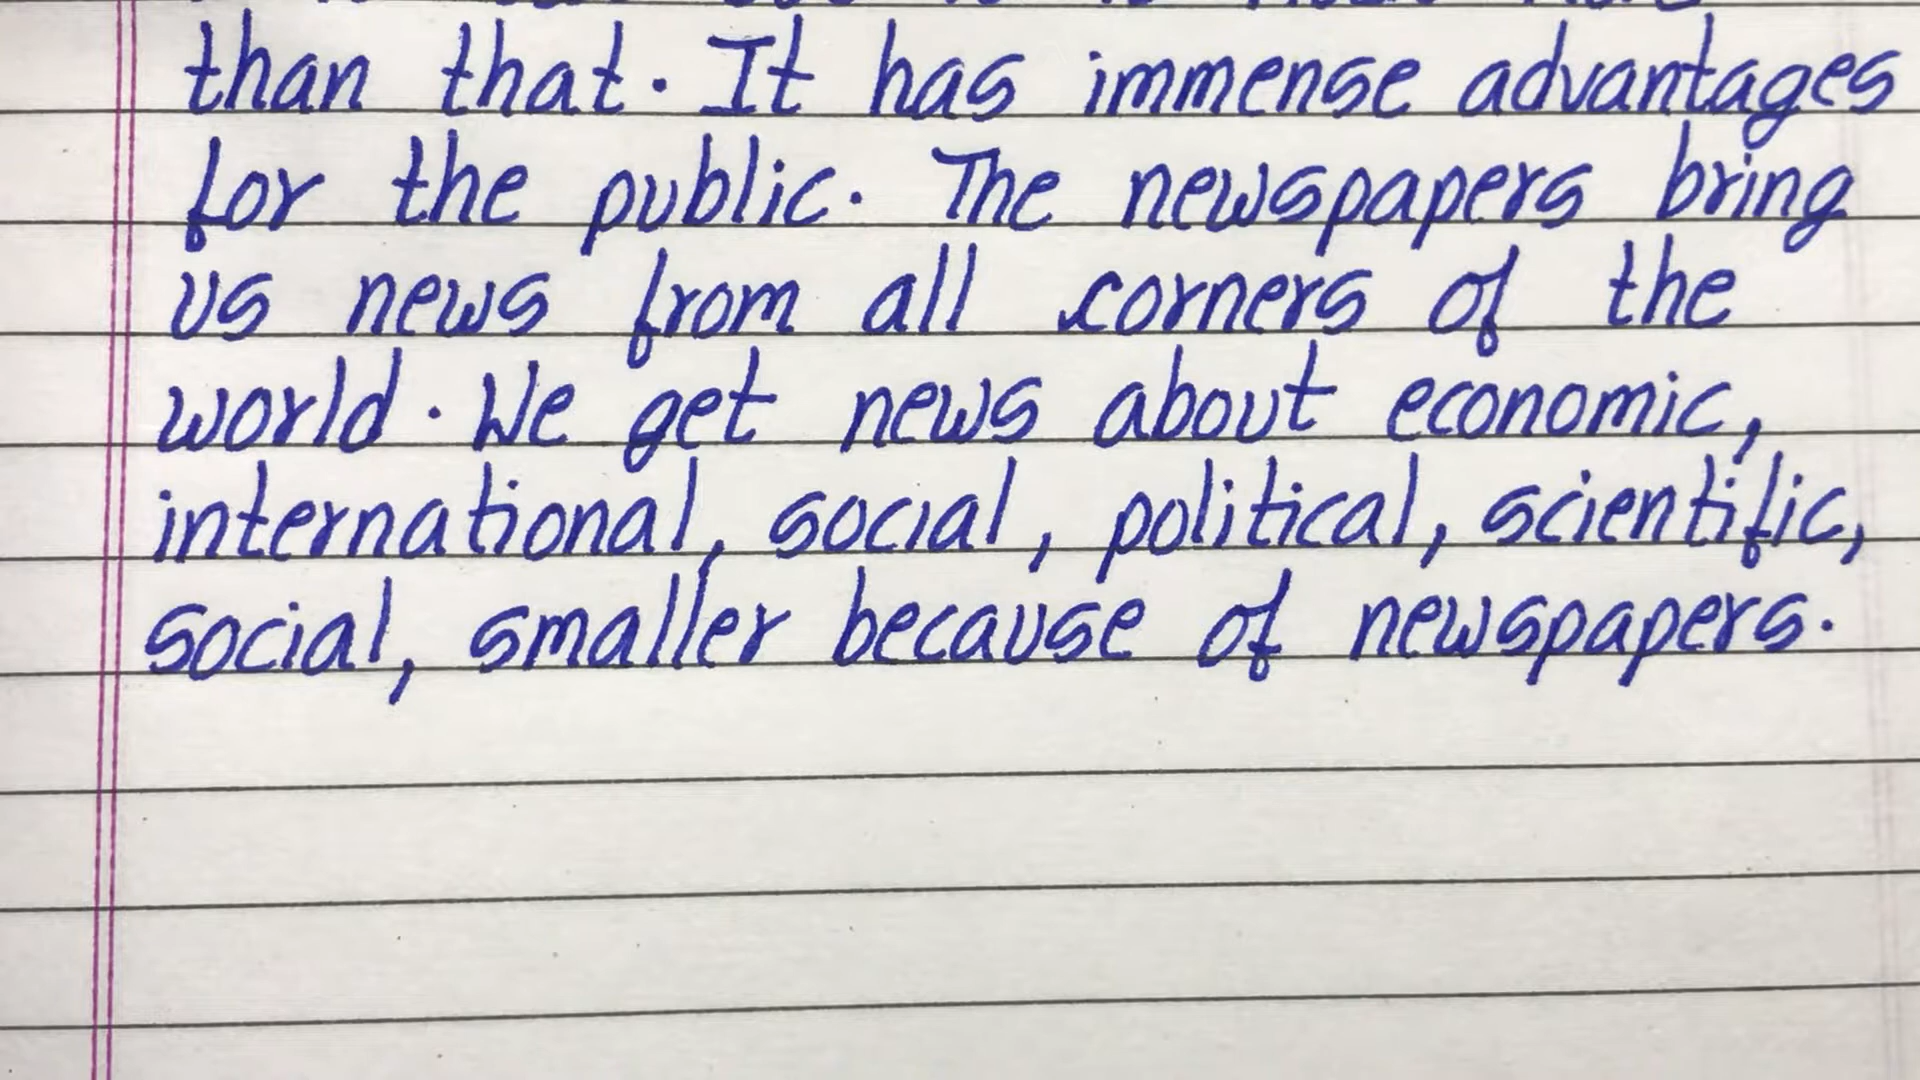 than that. It has immense advantages
for the public. The newspapers bring
us news from all corners of the
world. We get news about economic,
international, social, political, scientific,
social, smaller because of newspapers.